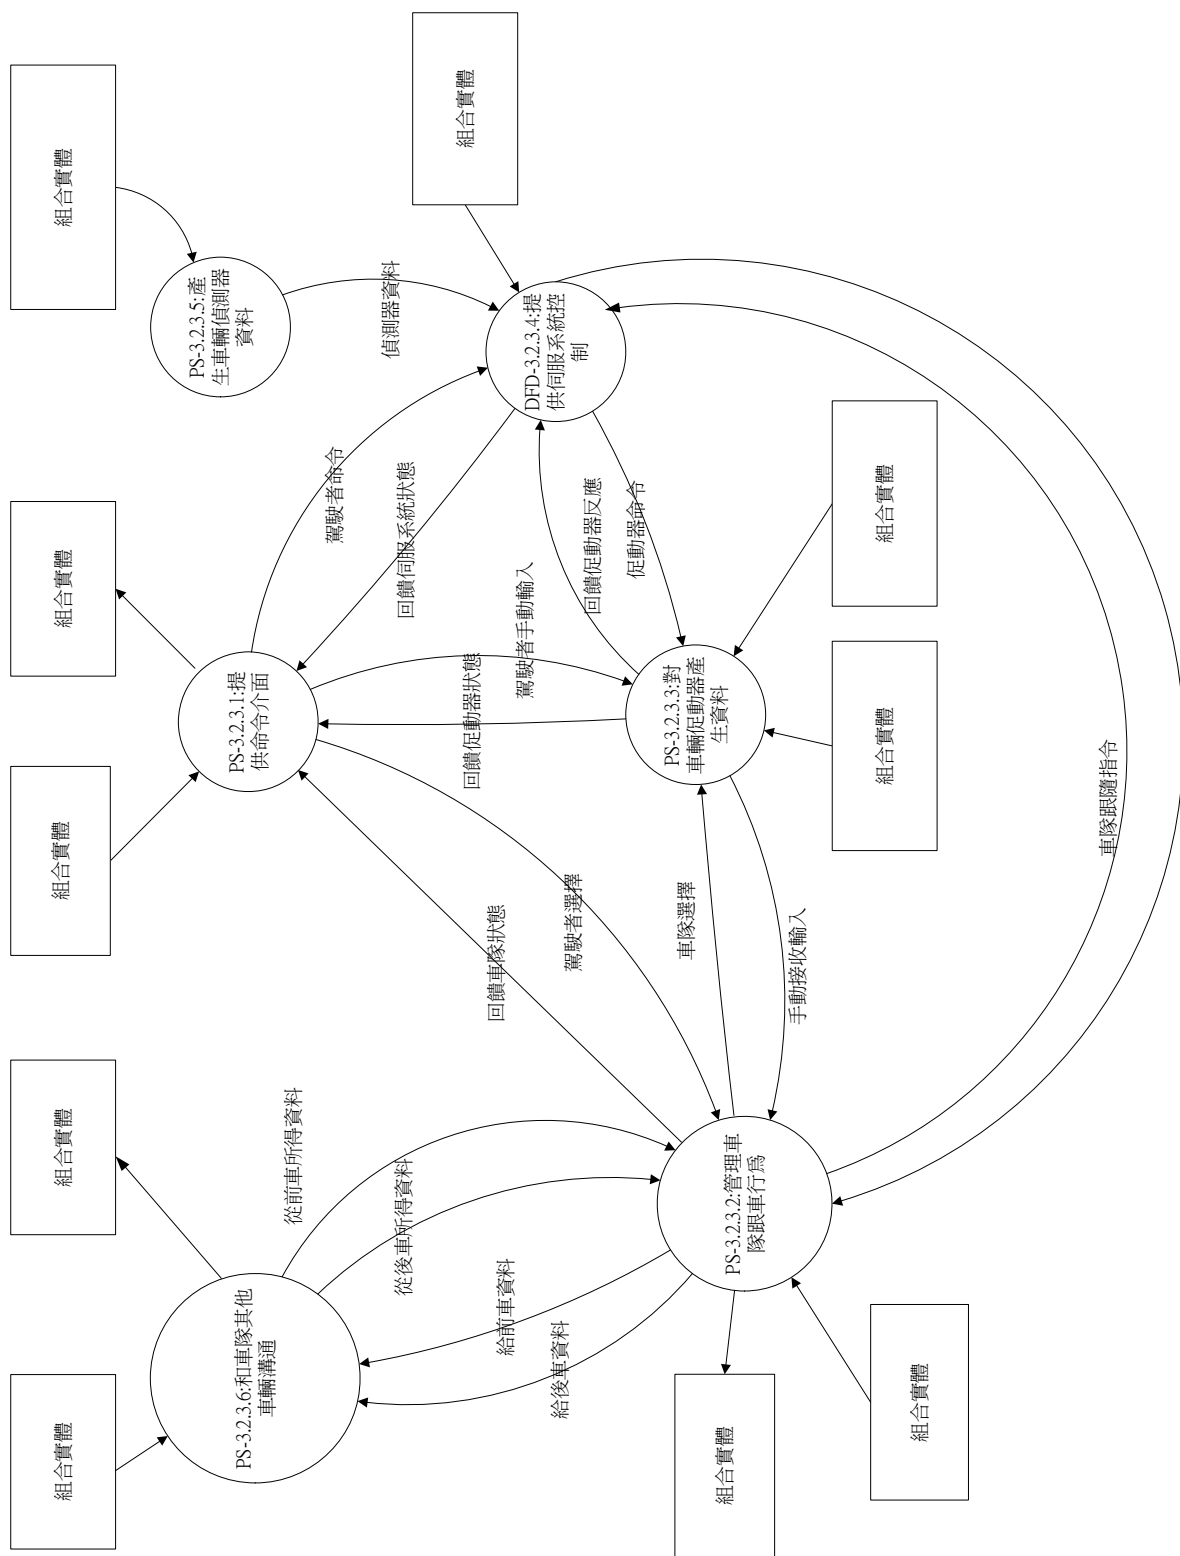 組合實體
組合實體
PS-3.2.3.5:產
生車輛偵測器
資料
偵測器資料
DFD-3.2.3.4:提
供伺服系統控
制
組合實體
駕駛者命令
回饋伺服系統狀態
回饋促動器反應
促動器命令
組合實體
駕駛者手動輸入
PS-3.2.3.1:提
供命令介面
回饋促動器狀態
PS-3.2.3.3:對
車輛促動器產
生資料
組合實體
組合實體
組合實體
車隊跟隨指令
回饋車隊狀態
駕駛者選擇
車隊選擇
手動接收輸入
組合實體
從前車所得資料
從後車所得資料
PS-3.2.3.2:管理車
隊跟車行為
PS-3.2.3.6:和車隊其他
車輛溝通
給前車資料
給後車資料
組合實體
組合實體
組合實體